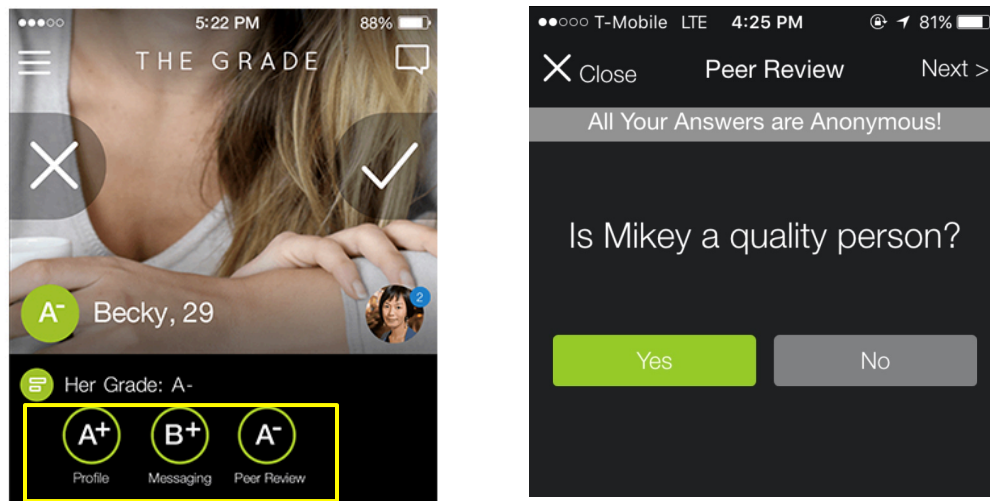 5:22 PM 88%
THE GRADE
A- Becky, 29 2
Her Grade: A-
A+ B+ A-
Profile Messaging Peer Review
T-Mobile LTE 4:25 PM 81%
Close Peer Review Next >
All Your Answers are Anonymous!
Is Mikey a quality person?
Yes No